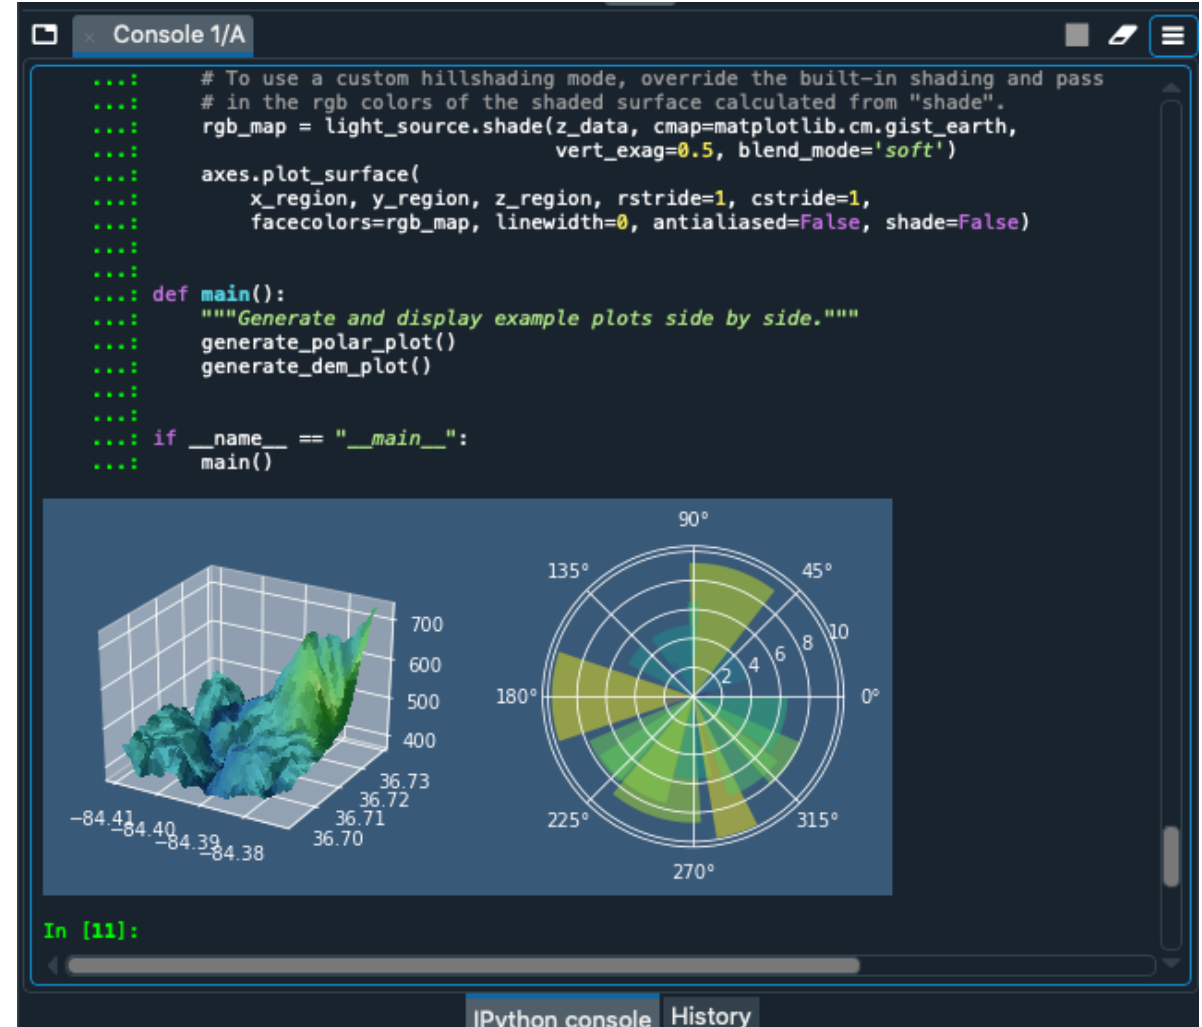 × Console 1/A
...: # To use a custom hillshading mode, override the built-in shading and pass
...: # in the rgb colors of the shaded surface calculated from "shade".
...: rgb_map = light_source.shade(z_data, cmap=matplotlib.cm.gist_earth,
...: vert_exag=0.5, blend_mode='soft')
...: axes.plot_surface(
...: x_region, y_region, z_region, rstride=1, cstride=1,
...: facecolors=rgb_map, linewidth=0, antialiased=False, shade=False)
...:
...:
...: def main():
...: """Generate and display example plots side by side."""
...: generate_polar_plot()
...: generate_dem_plot()
...:
...:
...: if __name__ == "__main__":
...: main()
700
600
500
400
36.73
36.72
36.71
36.70
−84.41
−84.40
−84.39
−84.38
90°
135°
45°
10
8
6
4
2
180°
0°
225°
315°
270°
In [11]:
IPython console History